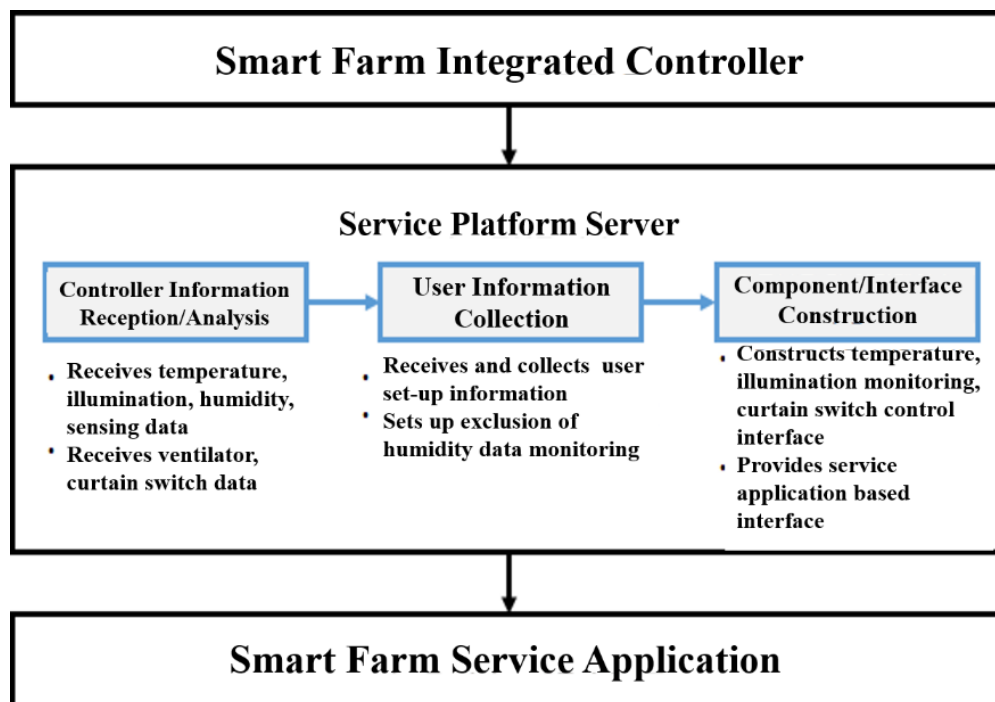 Smart Farm Integrated Controller
Service Platform Server
Controller Information
Reception/Analysis
• Receives temperature,
illumination, humidity,
sensing data
• Receives ventilator,
curtain switch data
User Information
Collection
• Receives and collects user
set-up information
• Sets up exclusion of
humidity data monitoring
Component/Interface
Construction
• Constructs temperature,
illumination monitoring,
curtain switch control
interface
• Provides service
application based
interface
Smart Farm Service Application